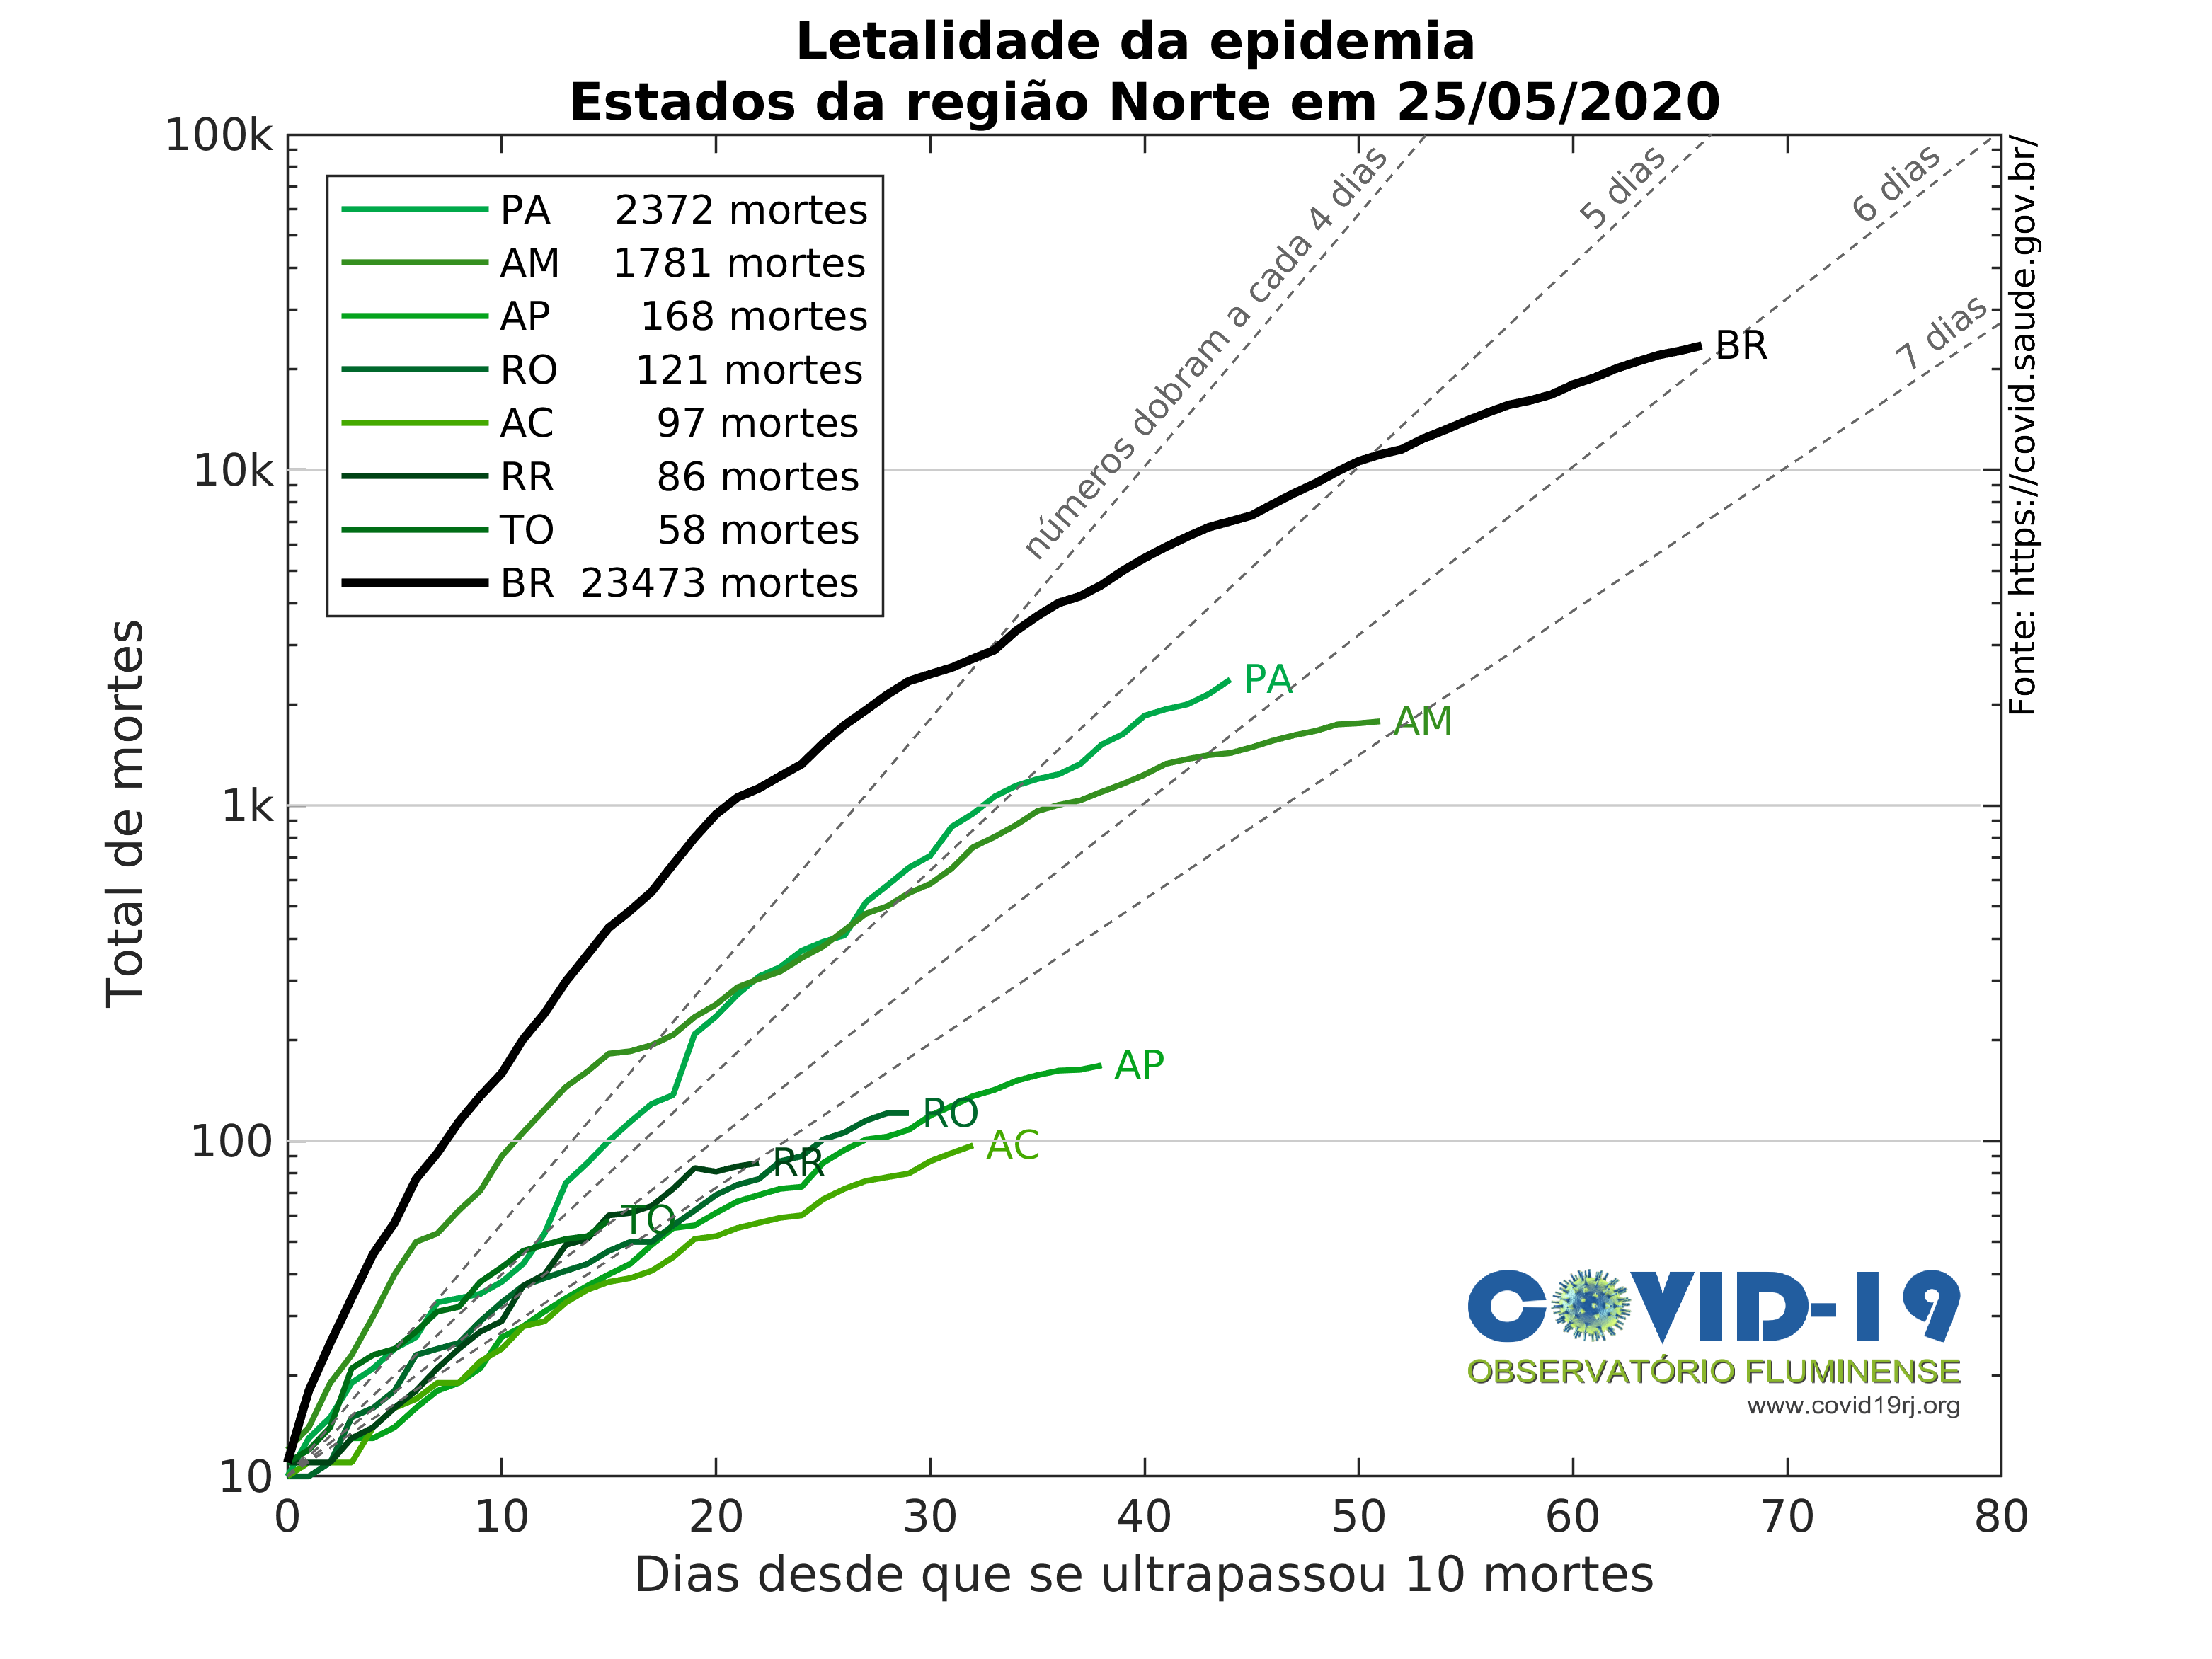 Letalidade da epidemia
Estados da região Norte em 25/05/2020
100k
10k
1k
100
10
Total de mortes
PA 2372 mortes
AM 1781 mortes
AP 168 mortes
RO 121 mortes
AC 97 mortes
RR 86 mortes
TO 58 mortes
BR 23473 mortes
números dobram a cada 4 dias
5 dias
6 dias
7 dias
BR
PA
AM
AP
RO
AC
RR
TO
Fonte: https://covid.saude.gov.br/
COVID-19
OBSERVATÓRIO FLUMINENSE
www.covid19rj.org
0 10 20 30 40 50 60 70 80
Dias desde que se ultrapassou 10 mortes